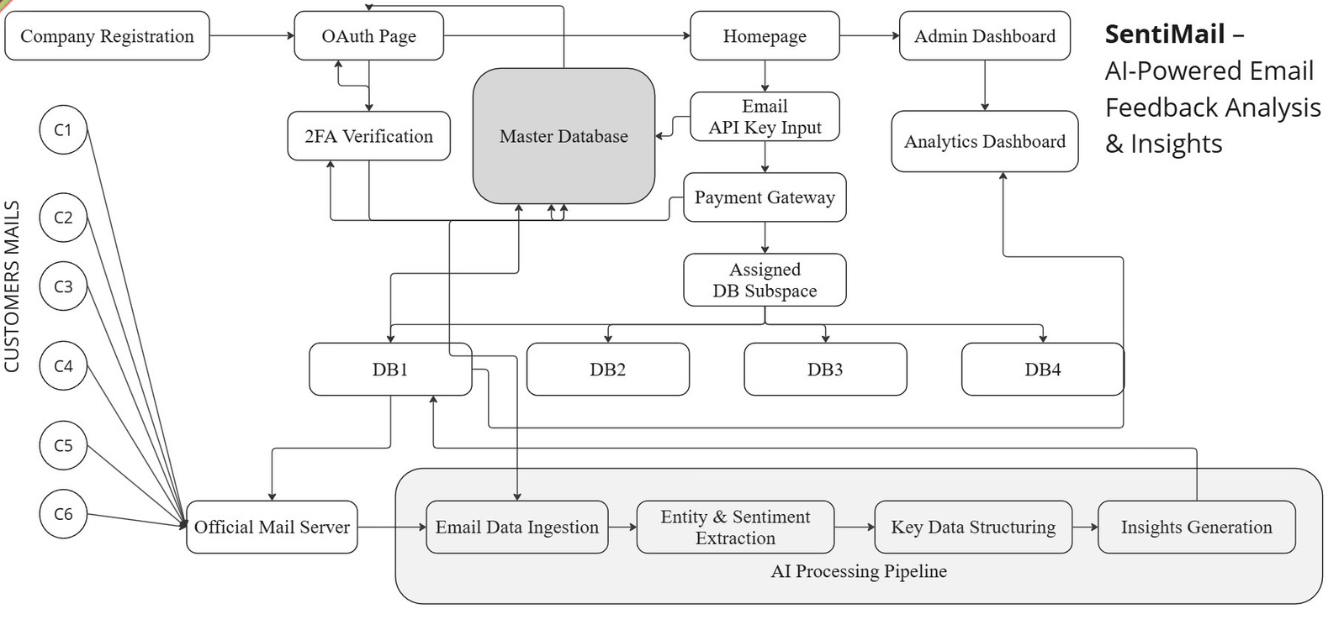 Company Registration
OAuth Page
Homepage
Admin Dashboard
SentiMail –
AI-Powered Email
Feedback Analysis
& Insights
2FA Verification
Master Database
Email
API Key Input
Analytics Dashboard
Payment Gateway
Assigned
DB Subspace
CUSTOMERS MAILS
C1
C2
C3
C4
C5
C6
DB1
DB2
DB3
DB4
Official Mail Server
Email Data Ingestion
Entity & Sentiment
Extraction
Key Data Structuring
Insights Generation
AI Processing Pipeline